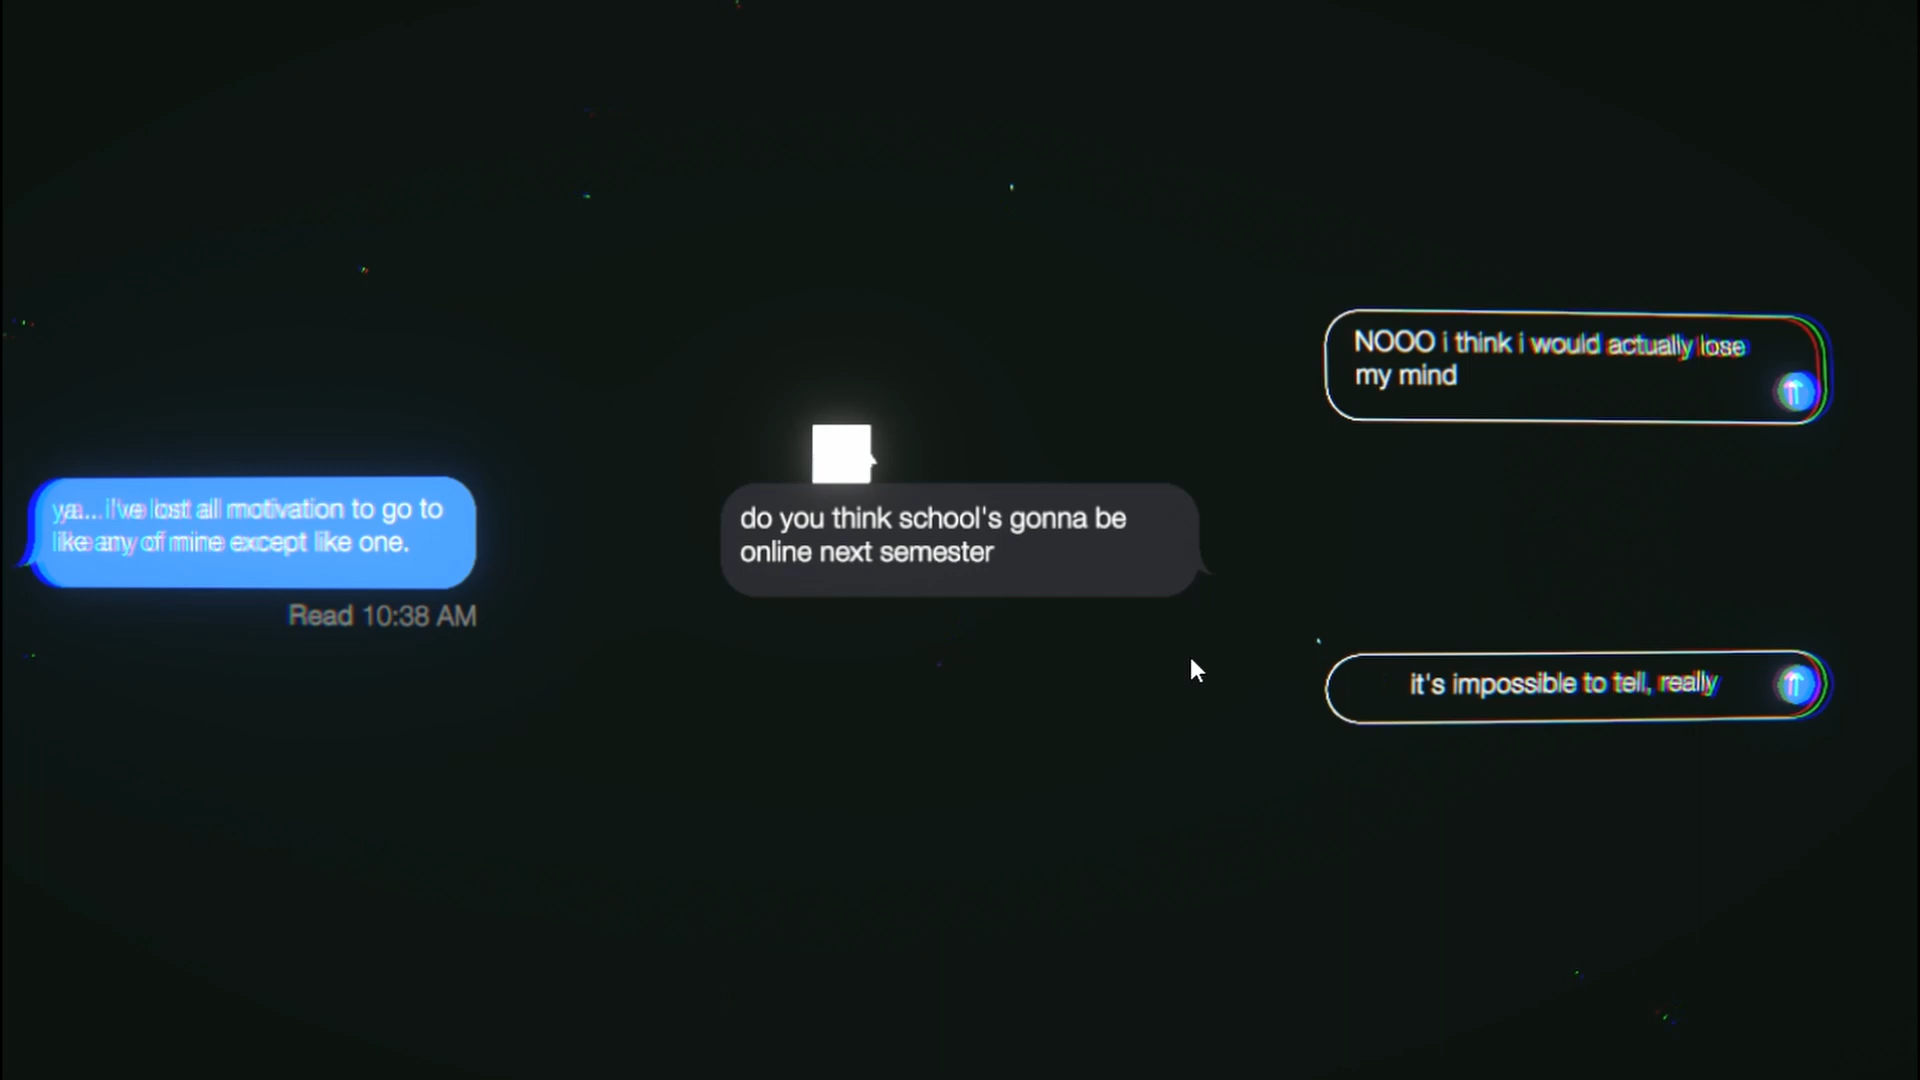 ya... i've lost all motivation to go to
like any of mine except like one.
Read 10:38 AM
do you think school's gonna be
online next semester
NOOO i think i would actually lose
my mind
it's impossible to tell, really